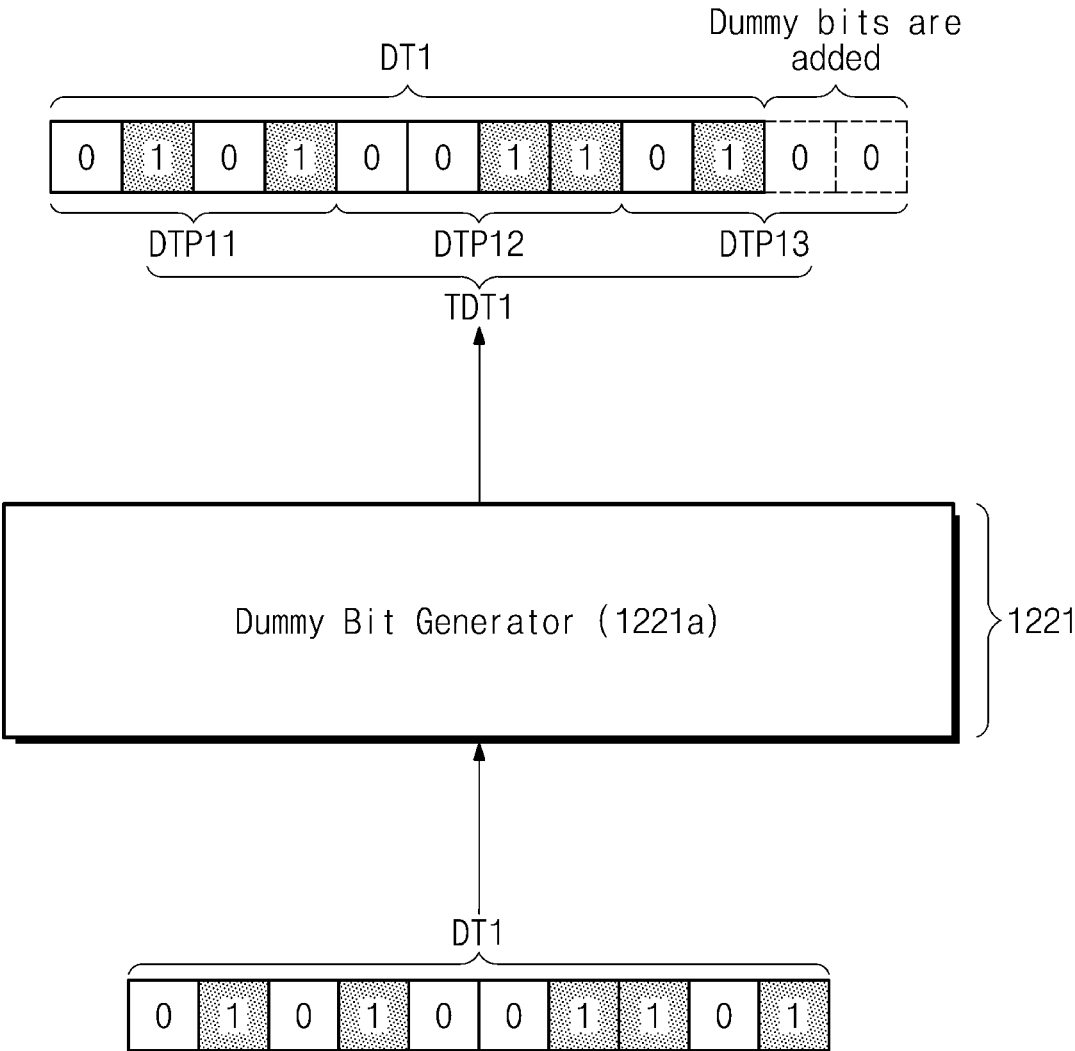 Dummy bits are
added
DT1
0 1 0 1 0 0 1 1 0 1 0 0
DTP11 DTP12 DTP13
TDT1
Dummy Bit Generator (1221a)
1221
DT1
0 1 0 1 0 0 1 1 0 1